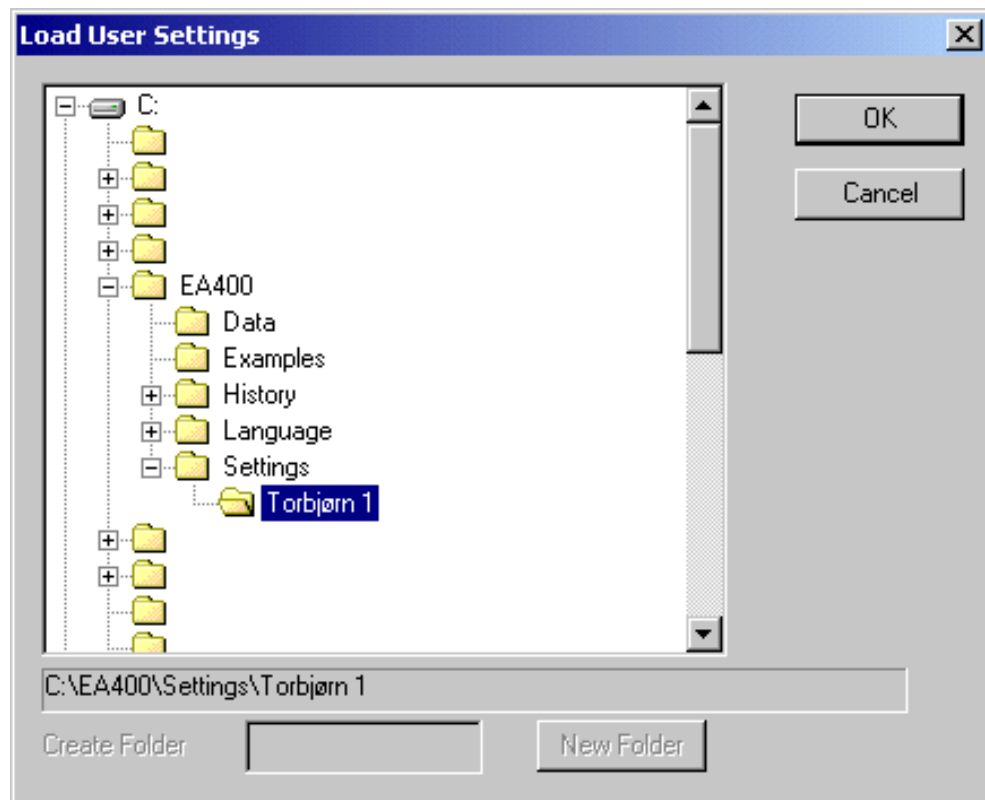 Load User Settings
C:
OK
Cancel
EA400
Data
Examples
History
Language
Settings
Torbjørn 1
C:\EA400\Settings\Torbjørn 1
Create Folder
New Folder